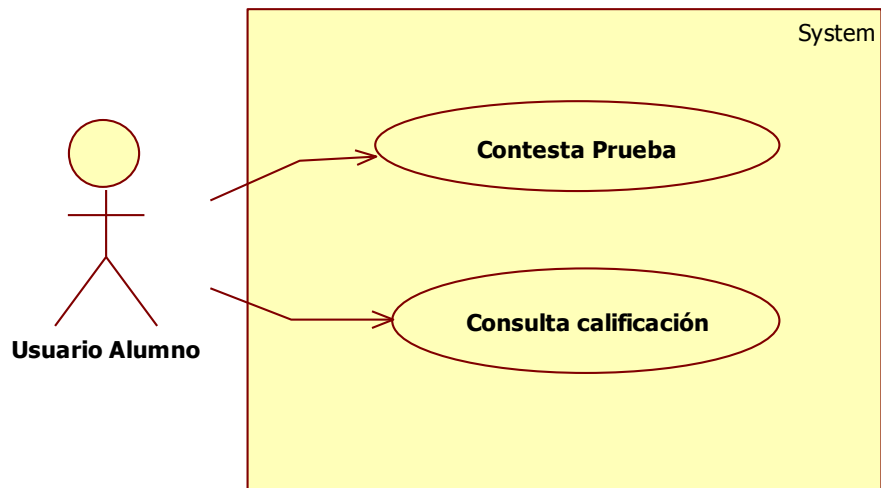 System
Contesta Prueba
Consulta calificación
Usuario Alumno